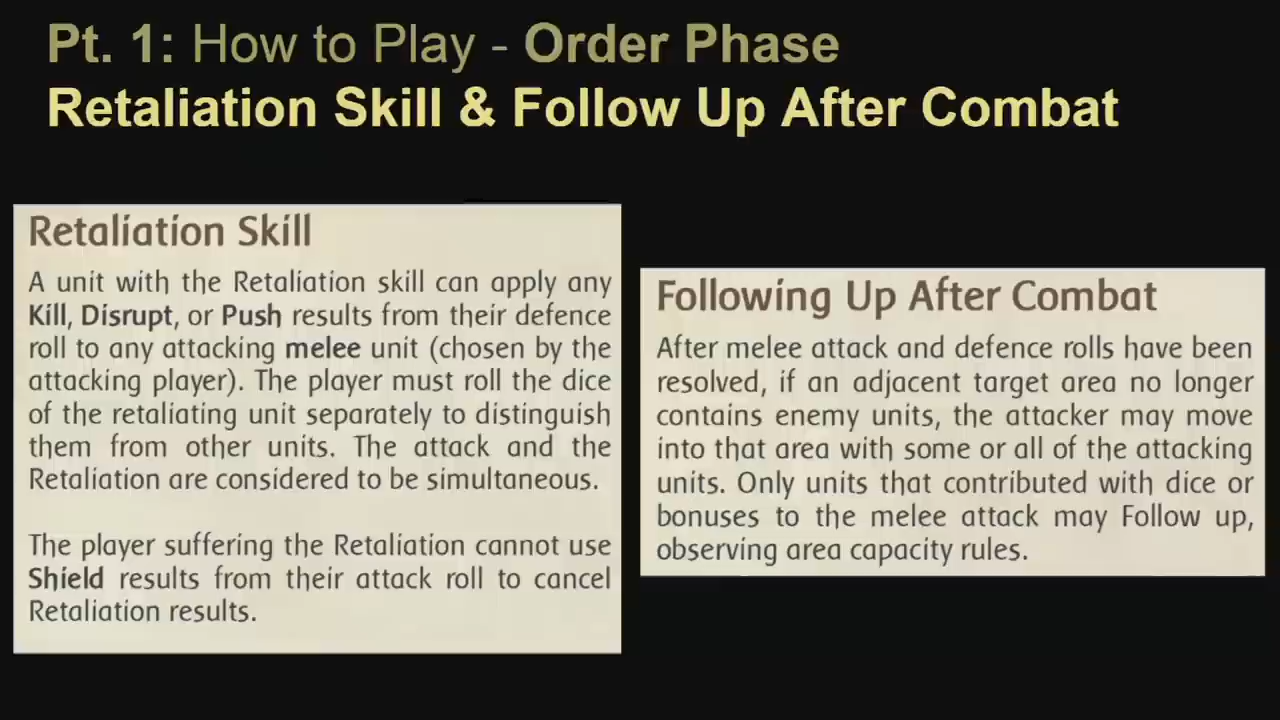 Pt. 1: How to Play - Order Phase
Retaliation Skill & Follow Up After Combat
Retaliation Skill
A unit with the Retaliation skill can apply any
Kill, Disrupt, or Push results from their defence
roll to any attacking melee unit (chosen by the
attacking player). The player must roll the dice
of the retaliating unit separately to distinguish
them from other units. The attack and the
Retaliation are considered to be simultaneous.
The player suffering the Retaliation cannot use
Shield results from their attack roll to cancel
Retaliation results.
Following Up After Combat
After melee attack and defence rolls have been
resolved, if an adjacent target area no longer
contains enemy units, the attacker may move
into that area with some or all of the attacking
units. Only units that contributed with dice or
bonuses to the melee attack may Follow up,
observing area capacity rules.